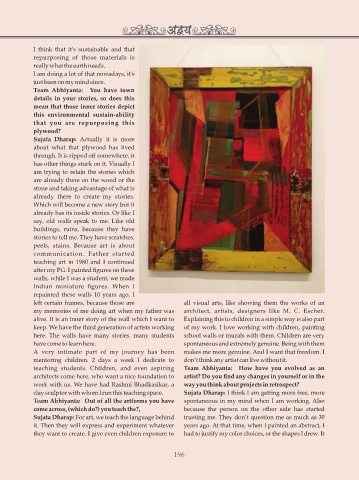 अद्वय
I think that it's sustainable and that
repurposing of those materials is
really what the earth needs.
I am doing a lot of that nowadays, it's
just been on my mind since.
Team Abhiyanta: You have town
details in your stories, so does this
mean that those inner stories depict
this environmental sustain-ability
that you are repurposing this
plywood?
Sujata Dharap: Actually it is more
about what that plywood has lived
through. It is ripped off somewhere, it
has other things stuck on it. Visually I
am trying to retain the stories which
are already there on the wood or the
stone and taking advantage of what is
already there to create my stories.
Which will become a new story but it
already has its inside stories. Or like I
say, old walls speak to me. Like old
buildings, ruins, because they have
stories to tell me. They have scratches,
peels, stains. Because art is about
communication. Father started
teaching art in 1980 and I continued
after my PG. I painted figures on these
walls, while I was a student, we made
Indian miniature figures. When I
repainted these walls 10 years ago, I
left certain frames, because those are
my memories of me doing art when my father was
alive. It is an inner story of the wall which I want to
keep. We have the third generation of artists working
here. The walls have many stories, many students
have come to learn here.
A very intimate part of my journey has been
mentoring children. 2 days a week I dedicate to
teaching students. Children, and even aspiring
architects come here, who want a nice foundation to
work with us. We have had Rashmi Bhadkasikar, a
clay sculptor with whom I run this teaching space.
Team Abhiyanta: Out of all the artforms you have
come across, (which do?) you teach the?,
Sujata Dharap: For art, we teach the language behind
it. Then they will express and experiment whatever
they want to create. I give even children exposure to
all visual arts, like showing them the works of an
architect, artists, designers like M. C. Escher.
Explaining this to children in a simple way is also part
of my work. I love working with children, painting
school walls or murals with them. Children are very
spontaneous and extremely genuine. Being with them
makes me more genuine. And I want that freedom. I
don't think any artist can live without it.
Team Abhiyanta: How have you evolved as an
artist? Do you find any changes in yourself or in the
way you think about projects in retrospect?
Sujata Dharap: I think I am getting more free, more
spontaneous in my mind when I am working. Also
because the person on the other side has started
trusting me. They don't question me as much as 30
years ago. At that time, when I painted an abstract, I
had to justify my color choices, or the shapes I drew. It
196